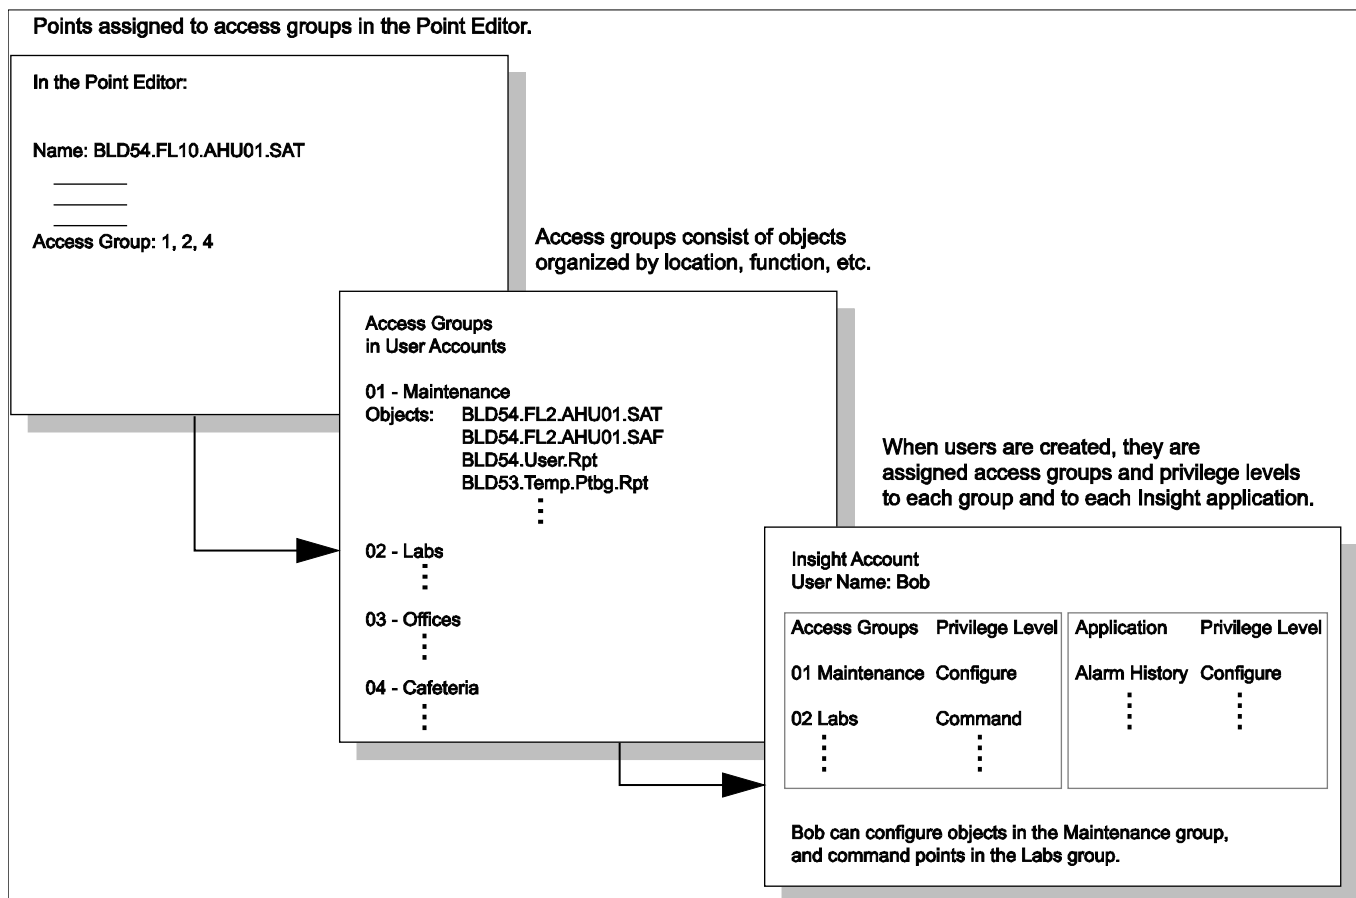 Points assigned to access groups in the Point Editor.
In the Point Editor:
Name: BLD54.FL10.AHU01.SAT
Access Group: 1, 2, 4
Access groups consist of objects
organized by location, function, etc.
Access Groups
in User Accounts
01 - Maintenance
Objects: BLD54.FL2.AHU01.SAT
BLD54.FL2.AHU01.SAF
BLD54.User.Rpt
BLD53.Temp.Ptbg.Rpt
02 - Labs
03 - Offices
04 - Cafeteria
When users are created, they are
assigned access groups and privilege levels
to each group and to each Insight application.
Insight Account
User Name: Bob
Access Groups Privilege Level Application Privilege Level
01 Maintenance Configure Alarm History Configure
02 Labs Command
Bob can configure objects in the Maintenance group,
and command points in the Labs group.